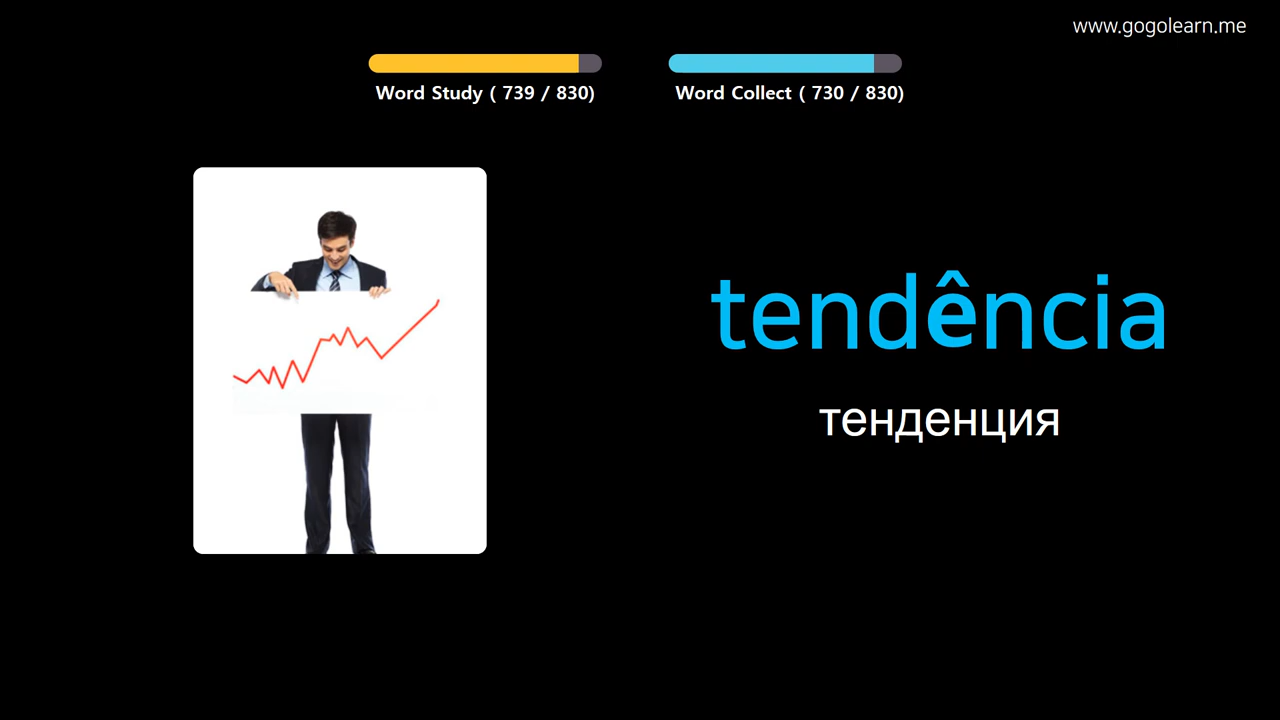 www.gogolearn.me
Word Study ( 739 / 830)
Word Collect ( 730 / 830)
tendência
тенденция